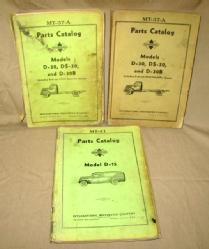 MT-37-A
Parts Catalog
Models
D-30, DS-30,
and D-30B
MT-37-A
Parts Catalog
Models
D-30, DS-30,
and D-30B
MT-41
Parts Catalog
Model D-15
INTERNATIONAL HARVESTER COMPANY